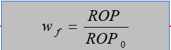 w_f = ROP / ROP_0